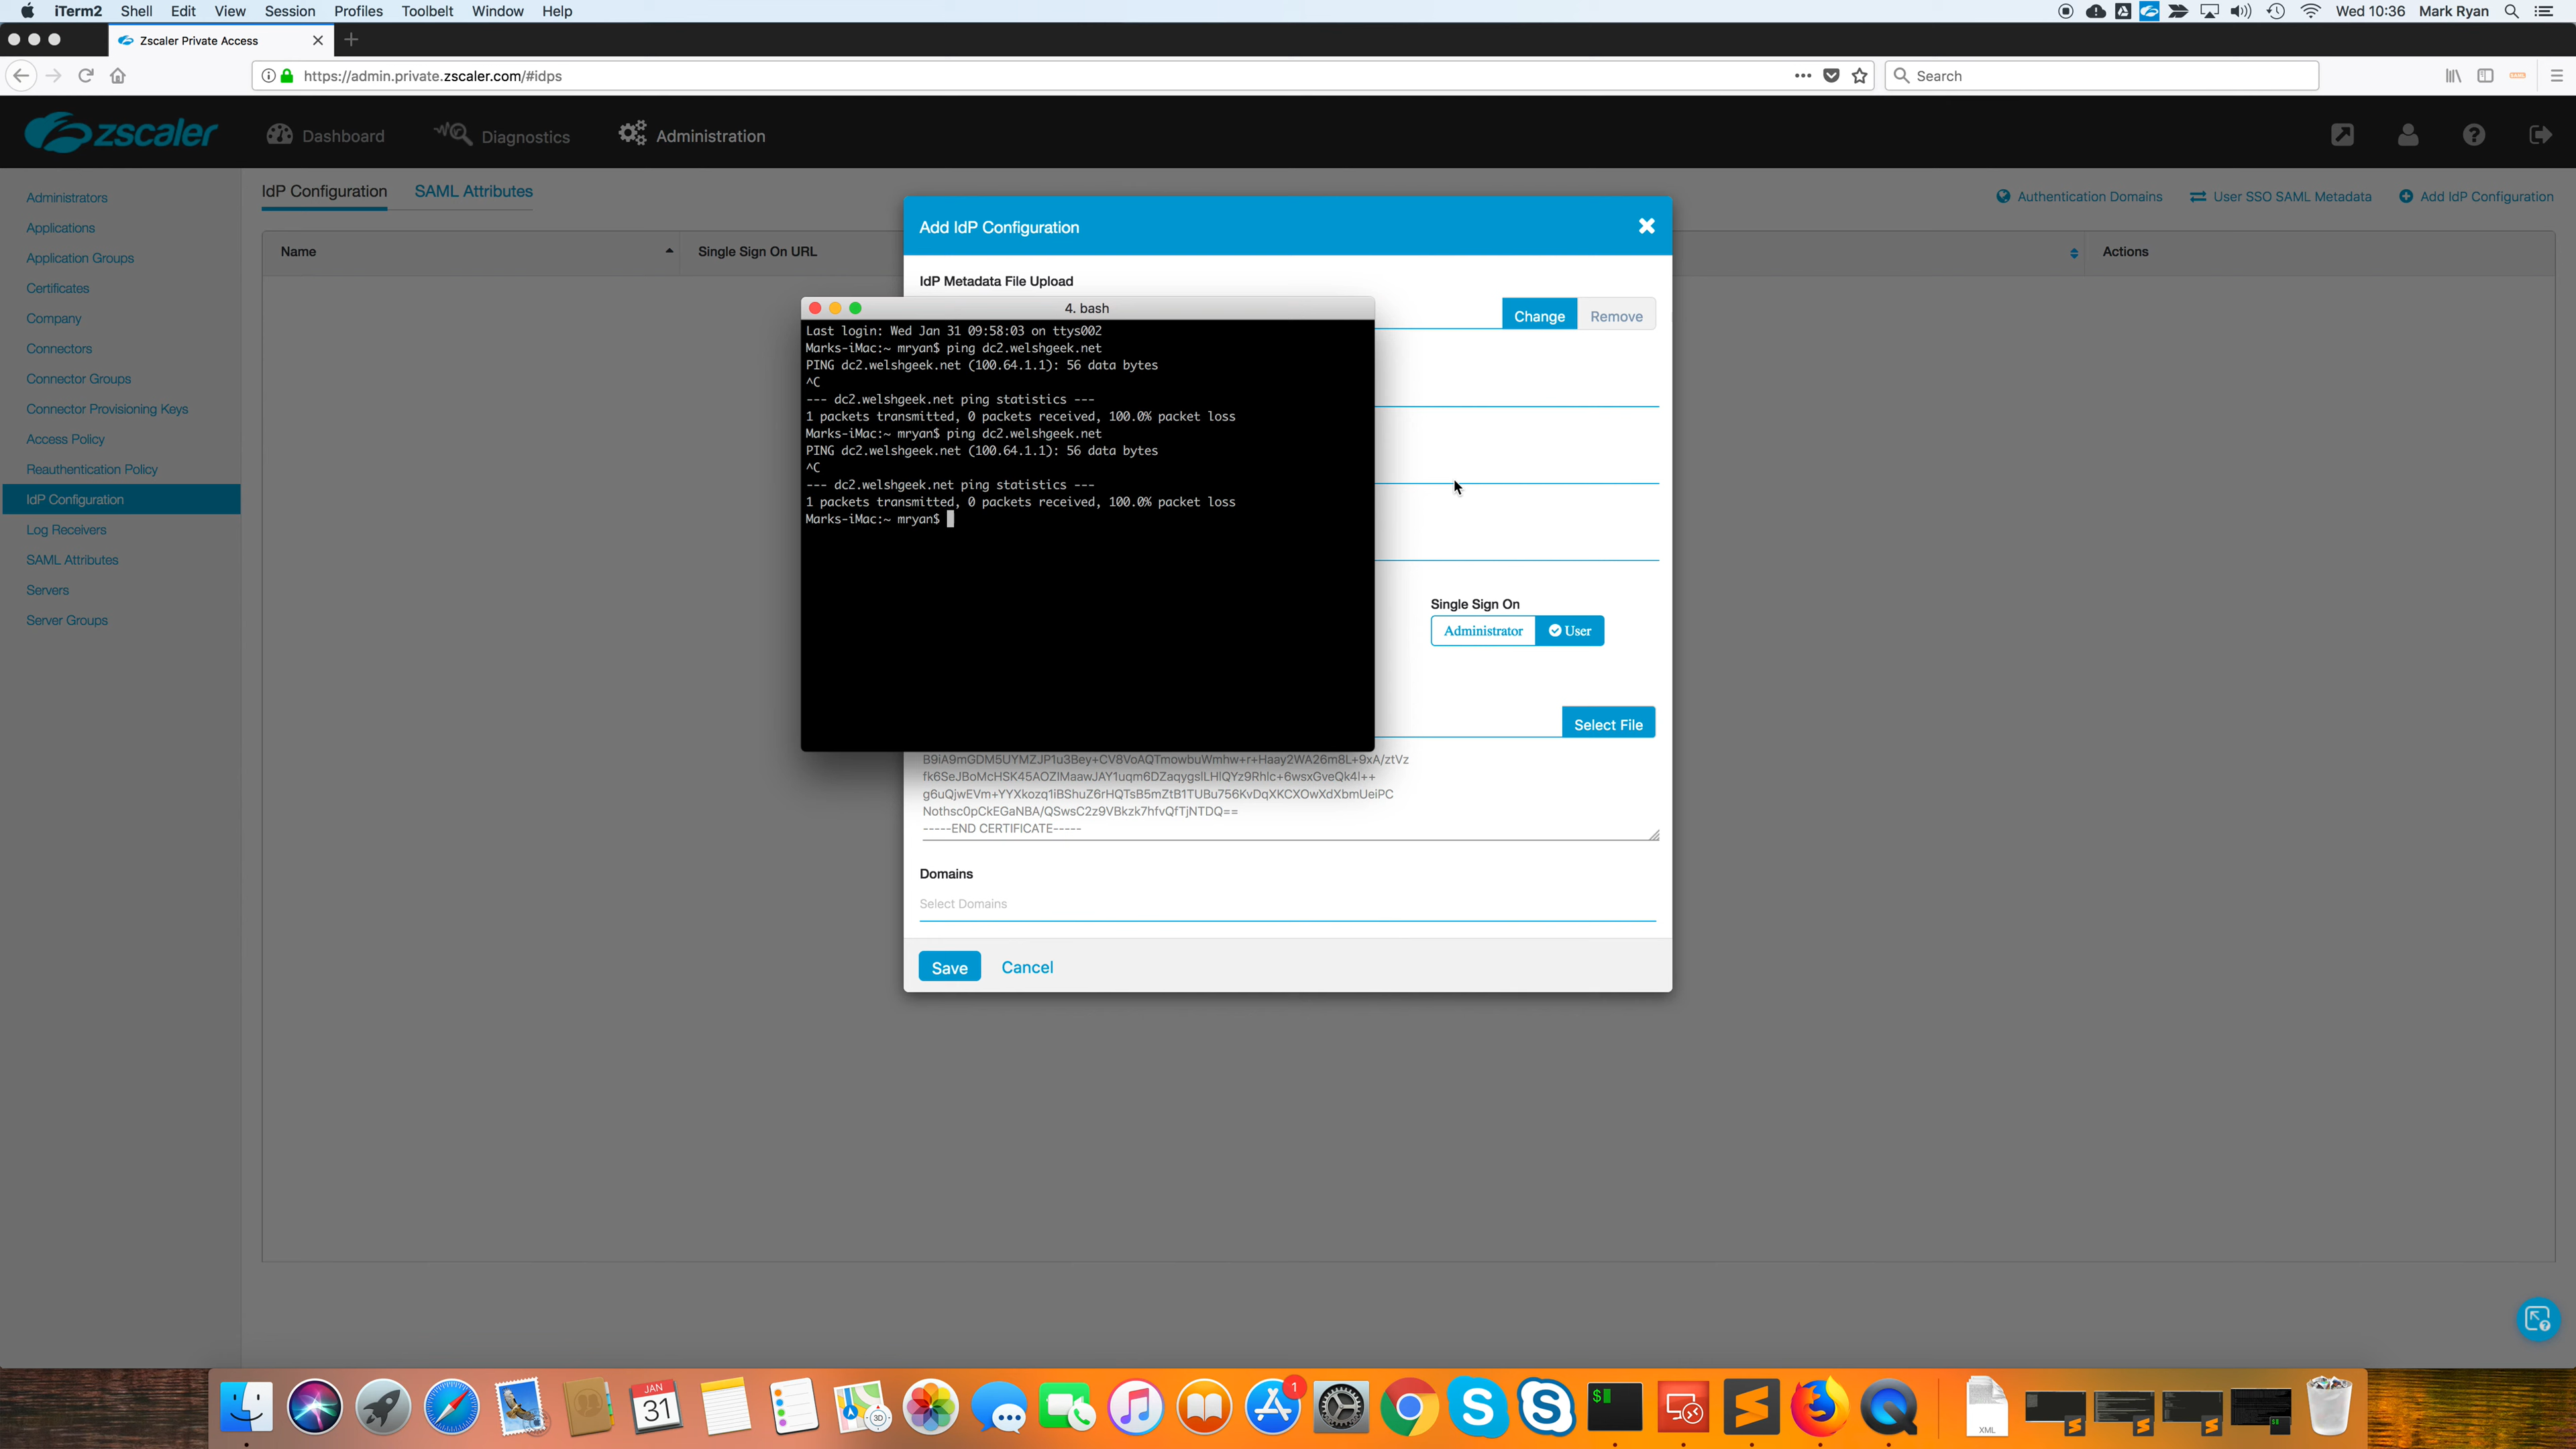 iTerm2 Shell Edit View Session Profiles Toolbelt Window Help
Wed 10:36 Mark Ryan
Zscaler Private Access
https://admin.private.zscaler.com/#idps
Search
zscaler Dashboard Diagnostics Administration
IdP Configuration SAML Attributes
Authentication Domains User SSO SAML Metadata Add IdP Configuration
Administrators
Applications
Application Groups
Certificates
Company
Connectors
Connector Groups
Connector Provisioning Keys
Access Policy
Reauthentication Policy
IdP Configuration
Log Receivers
SAML Attributes
Servers
Server Groups
Name Single Sign On URL Actions
Add IdP Configuration
IdP Metadata File Upload
Change Remove
4. bash
Last login: Wed Jan 31 09:58:03 on ttys002
Marks-iMac:~ mryan$ ping dc2.welshgeek.net
PING dc2.welshgeek.net (100.64.1.1): 56 data bytes
^C
--- dc2.welshgeek.net ping statistics ---
1 packets transmitted, 0 packets received, 100.0% packet loss
Marks-iMac:~ mryan$ ping dc2.welshgeek.net
PING dc2.welshgeek.net (100.64.1.1): 56 data bytes
^C
--- dc2.welshgeek.net ping statistics ---
1 packets transmitted, 0 packets received, 100.0% packet loss
Marks-iMac:~ mryan$
Single Sign On
Administrator User
Select File
B9iA9mGDM5UYMZJP1u3Bey+CV8VoAQTmowbuWmhw+r+Haay2WA26m8L+9xA/ztVz
fk6SeJBoMcHSK45AOZIMaawJAY1uqm6DZaqygslLHlQYz9Rhlc+6wsxGveQk4I++
g6uQjwEVm+YYXkozq1iBShuZ6rHQTsB5mZtB1TUBu756KvDqXKCXOwXdXbmUeiPC
Nothsc0pCkEGaNBA/QSwsC2z9VBkzk7hfvQfTjNTDQ==
-----END CERTIFICATE-----
Domains
Select Domains
Save Cancel
JAN
31
3D
1
$
XML